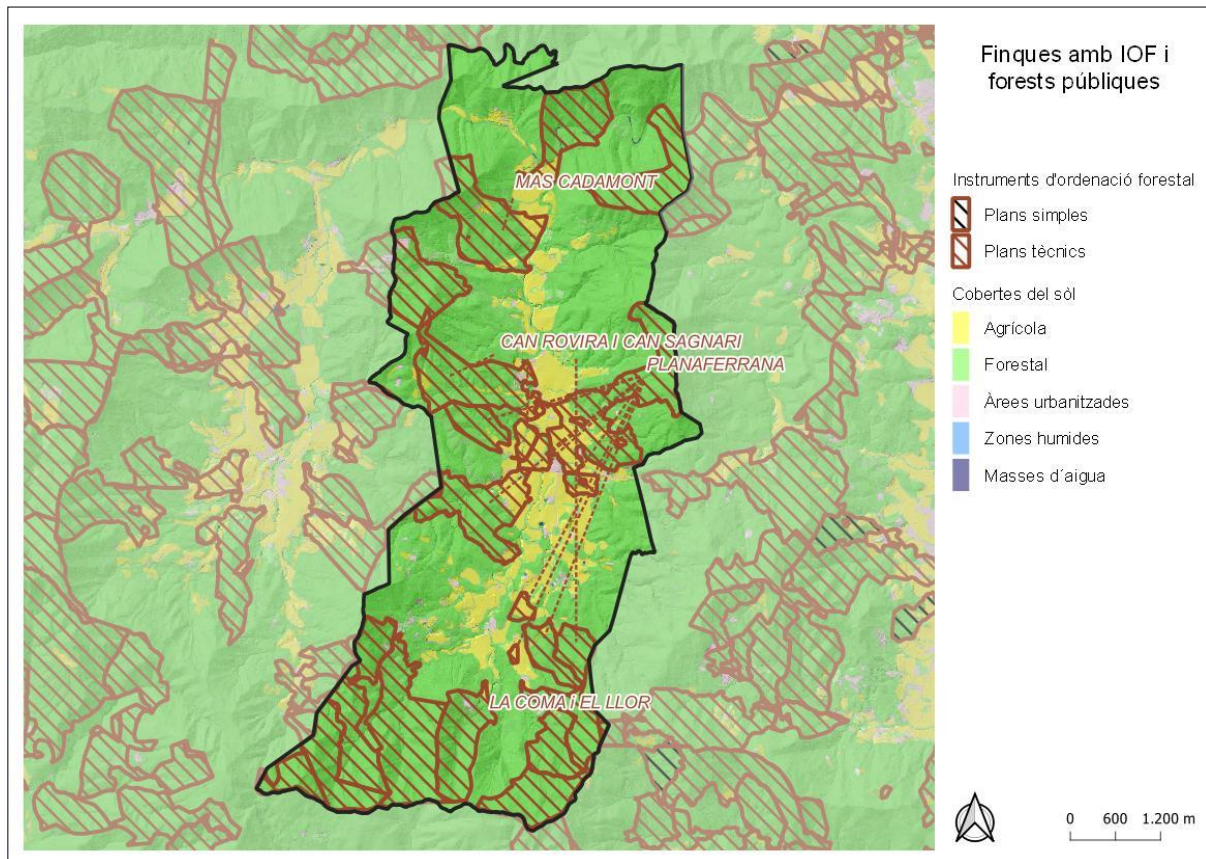 Finques amb IOF i
forests públiques
Instruments d'ordenació forestal
Plans simples
Plans tècnics
Cobertes del sòl
Agrícola
Forestal
Àrees urbanitzades
Zones humides
Masses d´aigua
0 600 1.200 m
MAS CADAMONT
CAN ROVIRA I CAN SAGNARI
PLANAFERRANA
LA COMA i EL LLOR